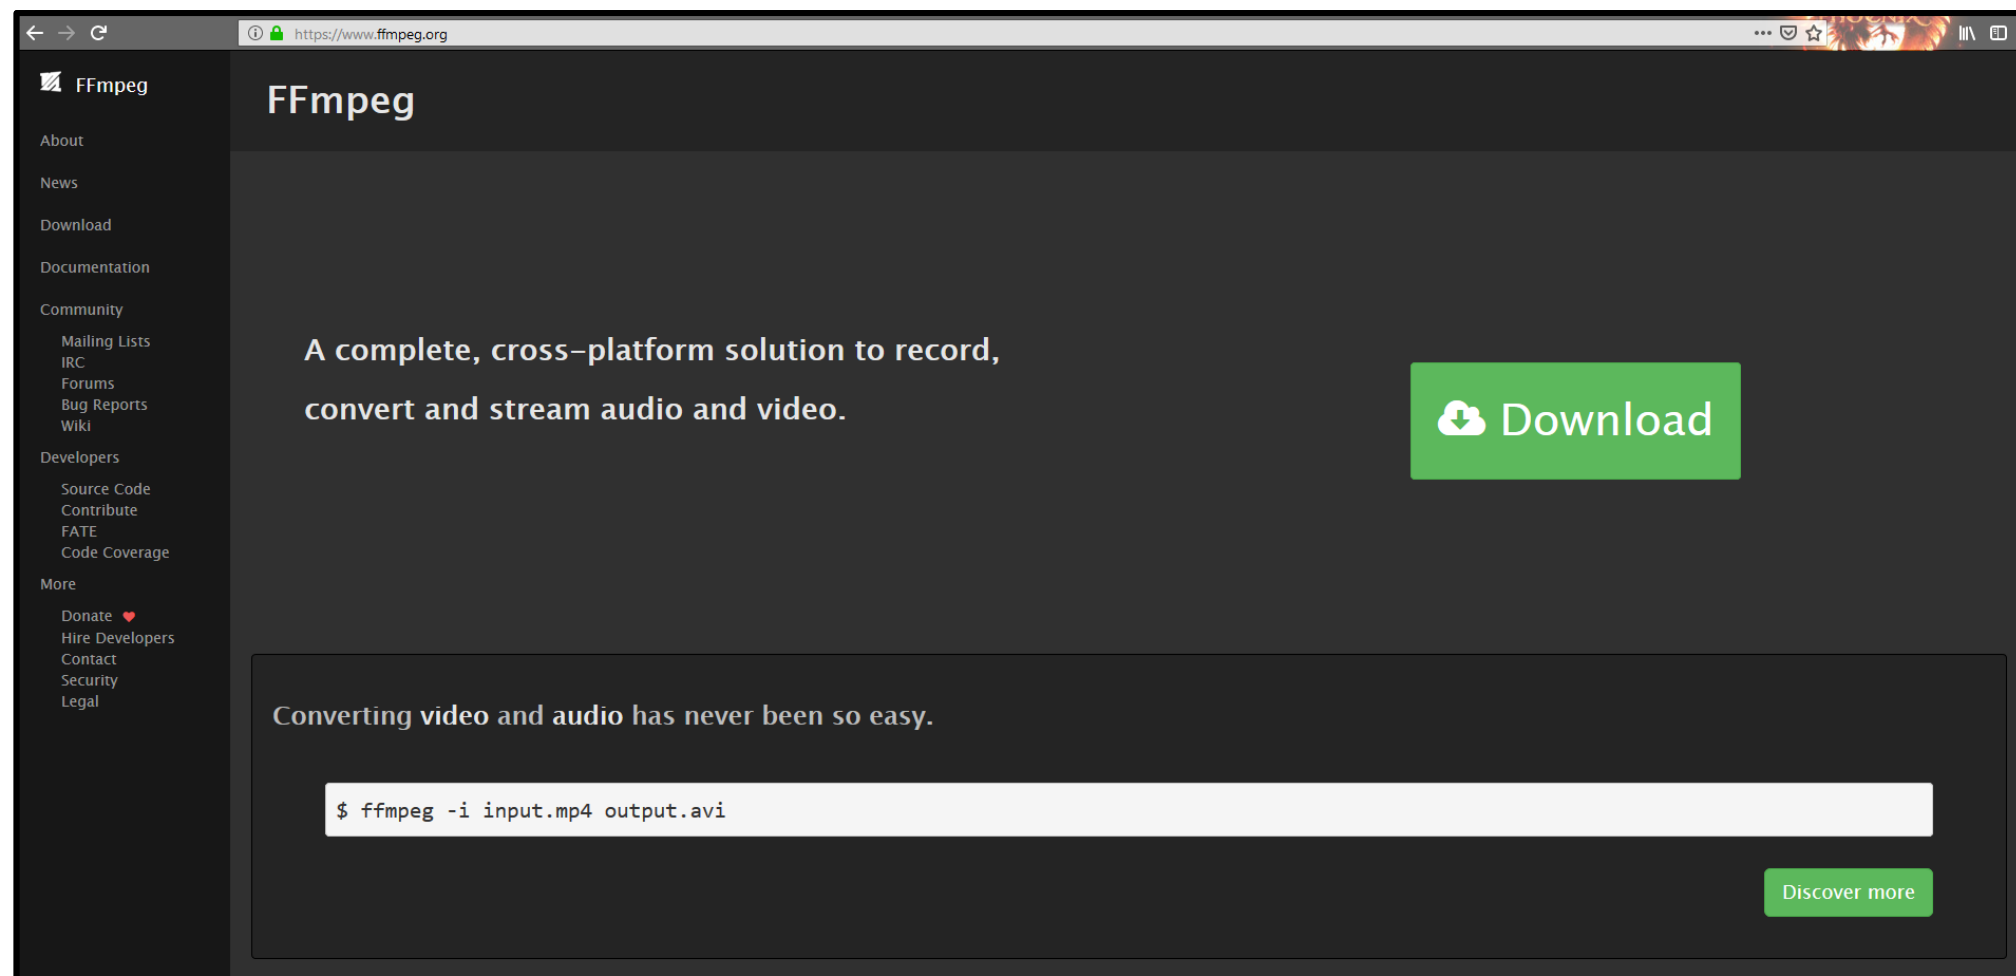 https://www.ffmpeg.org
FFmpeg
About
News
Download
Documentation
Community
Mailing Lists
IRC
Forums
Bug Reports
Wiki
Developers
Source Code
Contribute
FATE
Code Coverage
More
Donate
Hire Developers
Contact
Security
Legal
FFmpeg
A complete, cross-platform solution to record,
convert and stream audio and video.
Download
Converting video and audio has never been so easy.
$ ffmpeg -i input.mp4 output.avi
Discover more